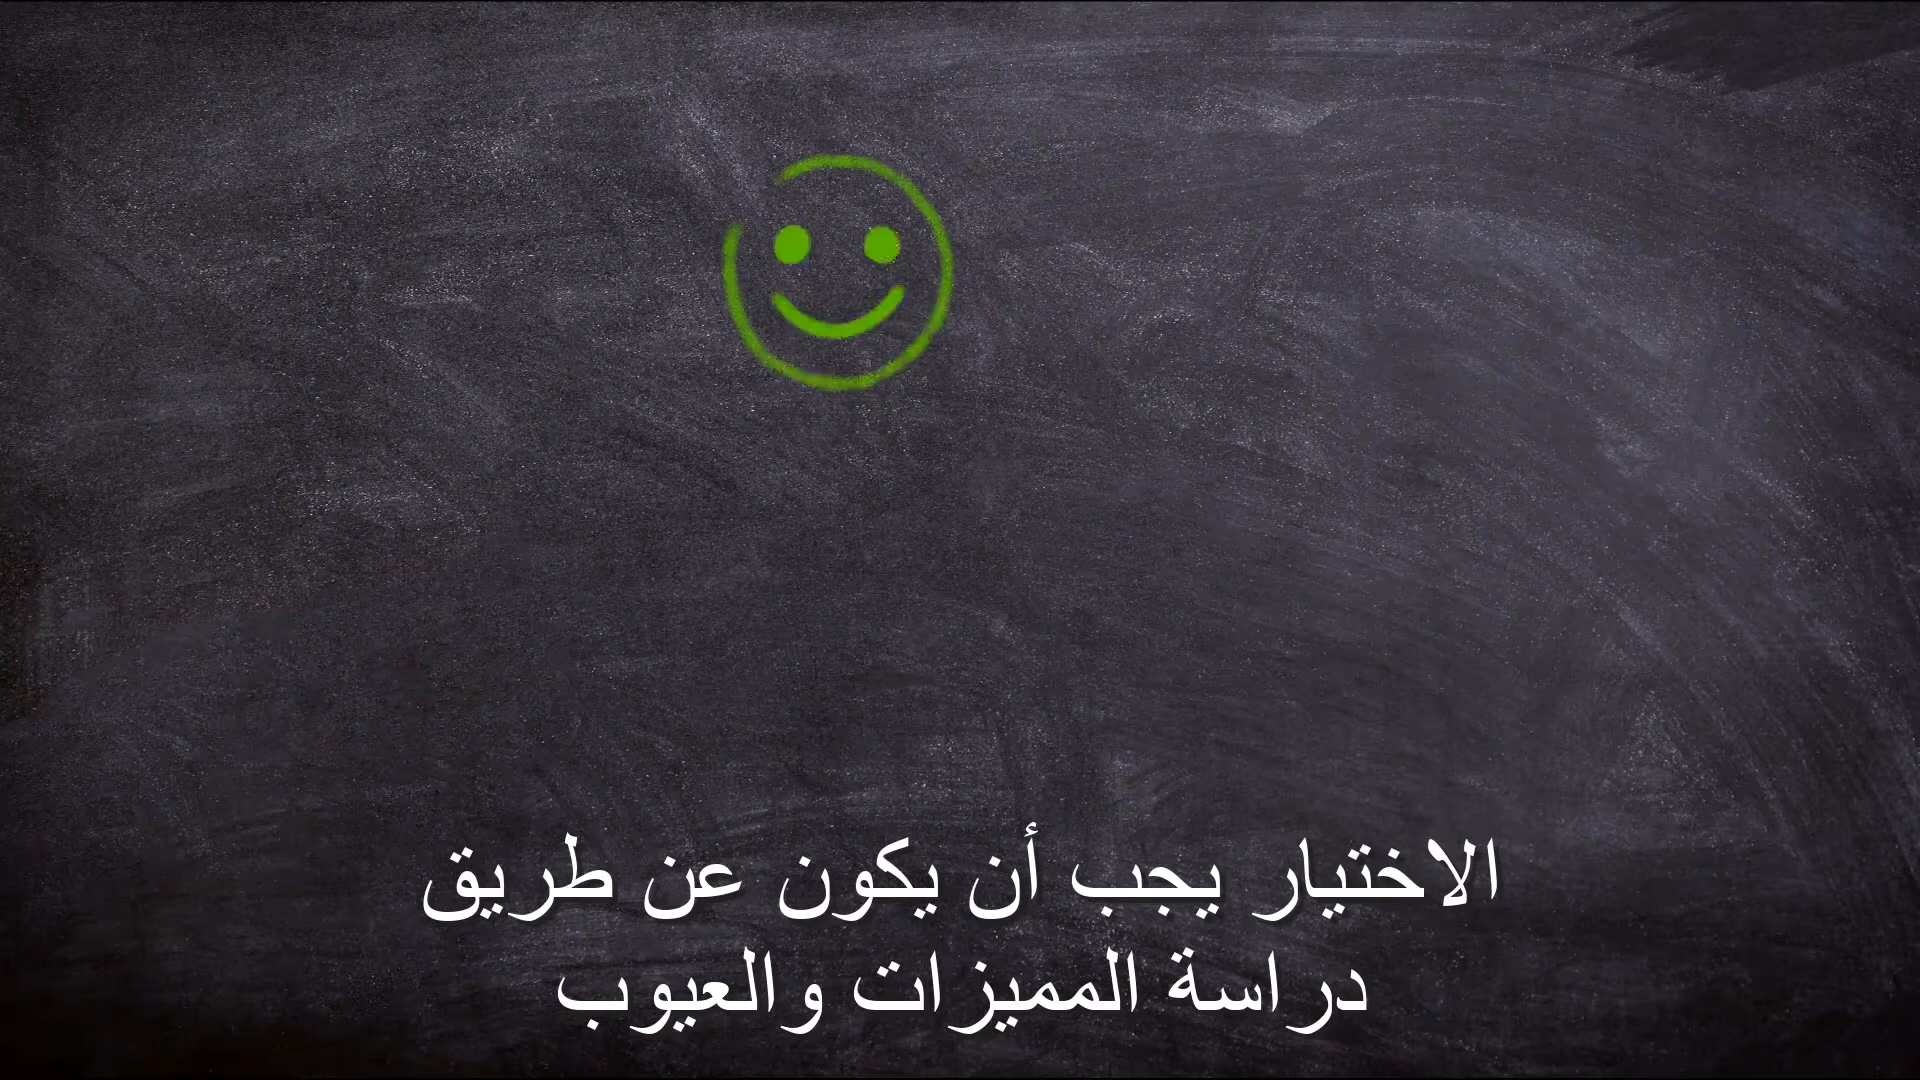 الاختيار يجب أن يكون عن طريق
دراسة المميزات والعيوب